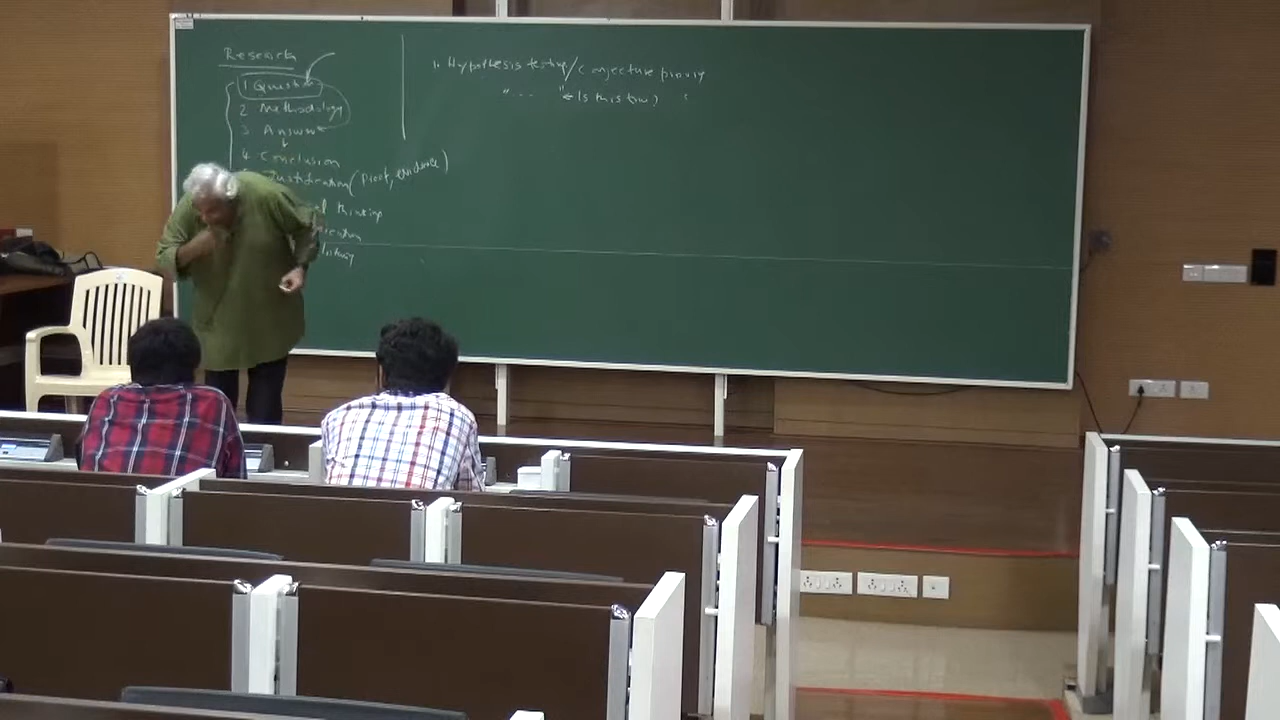 Research
1 Question
2 Methodology
3 Answer
4 Conclusion
Justification (Proof, evidence)
thinking
1. Hypothesis testing/Conjecture proving
" . . . " ← (Is this true)